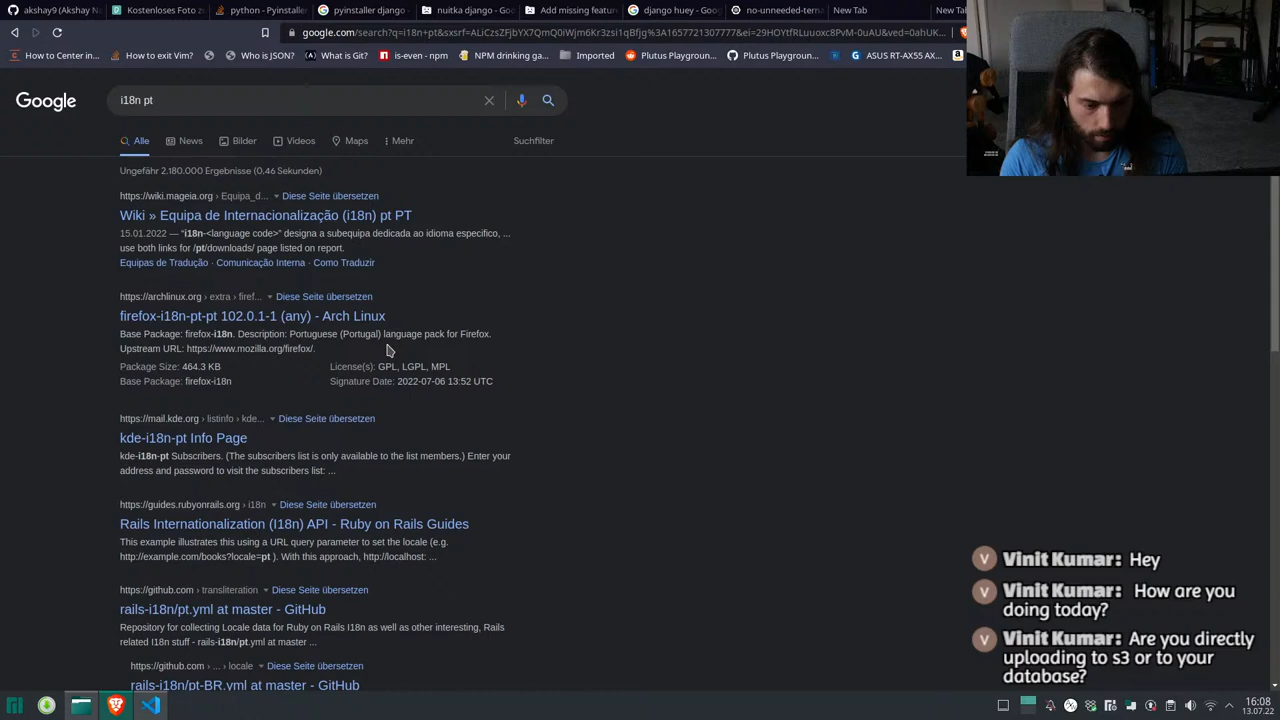 akshay9 (Akshay Na
Kostenloses Foto zu
python - Pyinstaller
pyinstaller django -
nuitka django - Goo
Add missing feature
django huey - Goo
no-unneeded-terna
New Tab
New Tab
google.com/search?q=i18n+pt&sxsrf=ALiCzsZFjbYX7QmQ0iWjm6Kr3zsi1qBfjg%3A1657721307777&ei=29HOYtfRLuuoxc8PvM-0uAU&ved=0ahUK...
How to Center in...
How to exit Vim?
What is JSON?
What is Git?
is-even - npm
NPM drinking ga...
Imported
Plutus Playgroun...
Plutus Playgroun...
ASUS RT-AX55 AX...
Google
i18n pt
Alle
News
Bilder
Videos
Maps
Mehr
Suchfilter
Ungefähr 2.180.000 Ergebnisse (0,46 Sekunden)
https://wiki.mageia.org › Equipa_d... Diese Seite übersetzen
Wiki » Equipa de Internacionalização (i18n) pt PT
15.01.2022 — “i18n-<language code>” designa a subequipa dedicada ao idioma especifico, ...
use both links for /pt/downloads/ page listed on report.
Equipas de Tradução · Comunicação Interna · Como Traduzir
https://archlinux.org › extra › firef... Diese Seite übersetzen
firefox-i18n-pt-pt 102.0.1-1 (any) - Arch Linux
Base Package: firefox-i18n. Description: Portuguese (Portugal) language pack for Firefox.
Upstream URL: https://www.mozilla.org/firefox/.
Package Size: 464.3 KB
License(s): GPL, LGPL, MPL
Base Package: firefox-i18n
Signature Date: 2022-07-06 13:52 UTC
https://mail.kde.org › listinfo › kde... Diese Seite übersetzen
kde-i18n-pt Info Page
kde-i18n-pt Subscribers. (The subscribers list is only available to the list members.) Enter your
address and password to visit the subscribers list: ...
https://guides.rubyonrails.org › i18n Diese Seite übersetzen
Rails Internationalization (I18n) API - Ruby on Rails Guides
This example illustrates this using a URL query parameter to set the locale (e.g.
http://example.com/books?locale=pt ). With this approach, http://localhost: ...
https://github.com › transliteration Diese Seite übersetzen
rails-i18n/pt.yml at master - GitHub
Repository for collecting Locale data for Ruby on Rails I18n as well as other interesting, Rails
related I18n stuff - rails-i18n/pt.yml at master ...
https://github.com › ... › locale Diese Seite übersetzen
rails-i18n/pt-BR.yml at master - GitHub
V Vinit Kumar: Hey
V Vinit Kumar: How are you
doing today?
V Vinit Kumar: Are you directly
uploading to s3 or to your
database?
16:08
13.07.22